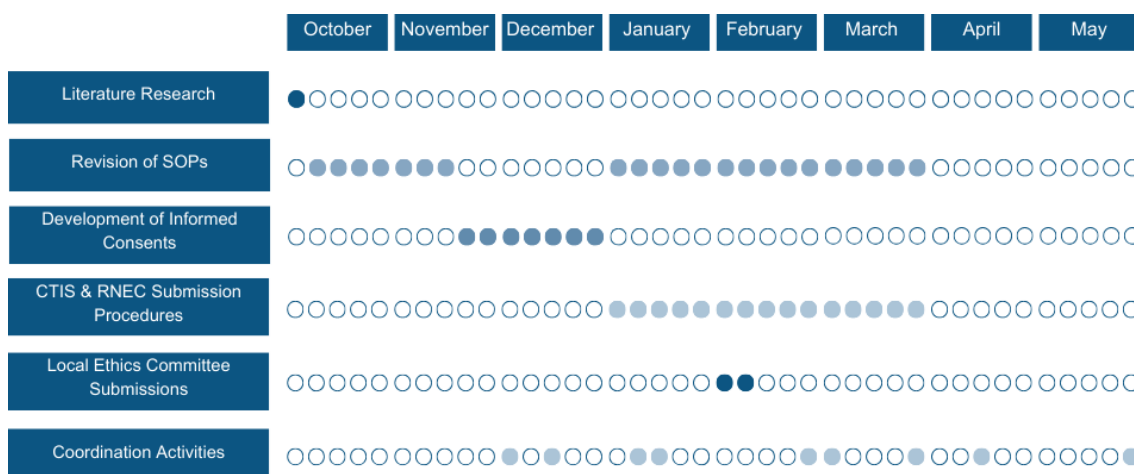 October November December January February March April May
Literature Research
Revision of SOPs
Development of Informed
Consents
CTIS & RNEC Submission
Procedures
Local Ethics Committee
Submissions
Coordination Activities